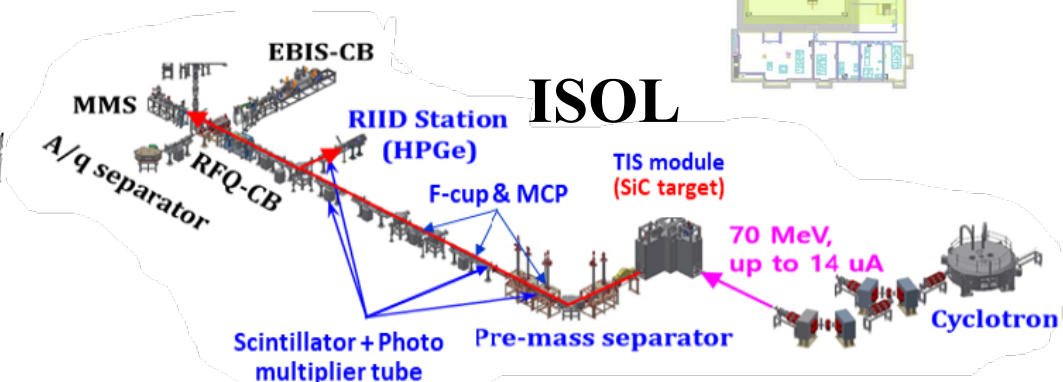 EBIS-CB
ISOL
MMS
RIID Station
(HPGe)
A/q separator
RFQ-CB
TIS module
(SiC target)
F-cup & MCP
70 MeV,
up to 14 uA
Cyclotron
Pre-mass separator
Scintillator + Photo
multiplier tube